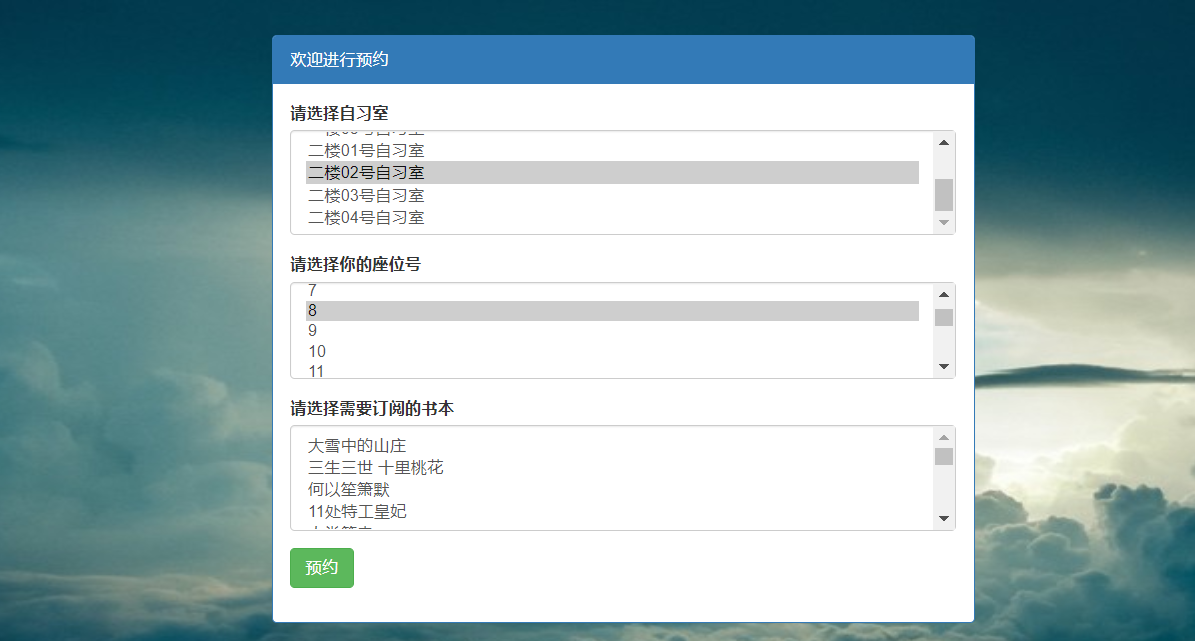 欢迎进行预约
请选择自习室
二楼01号自习室
二楼02号自习室
二楼03号自习室
二楼04号自习室
请选择你的座位号
7
8
9
10
11
请选择需要订阅的书本
大雪中的山庄
三生三世 十里桃花
何以笙箫默
11处特工皇妃
预约